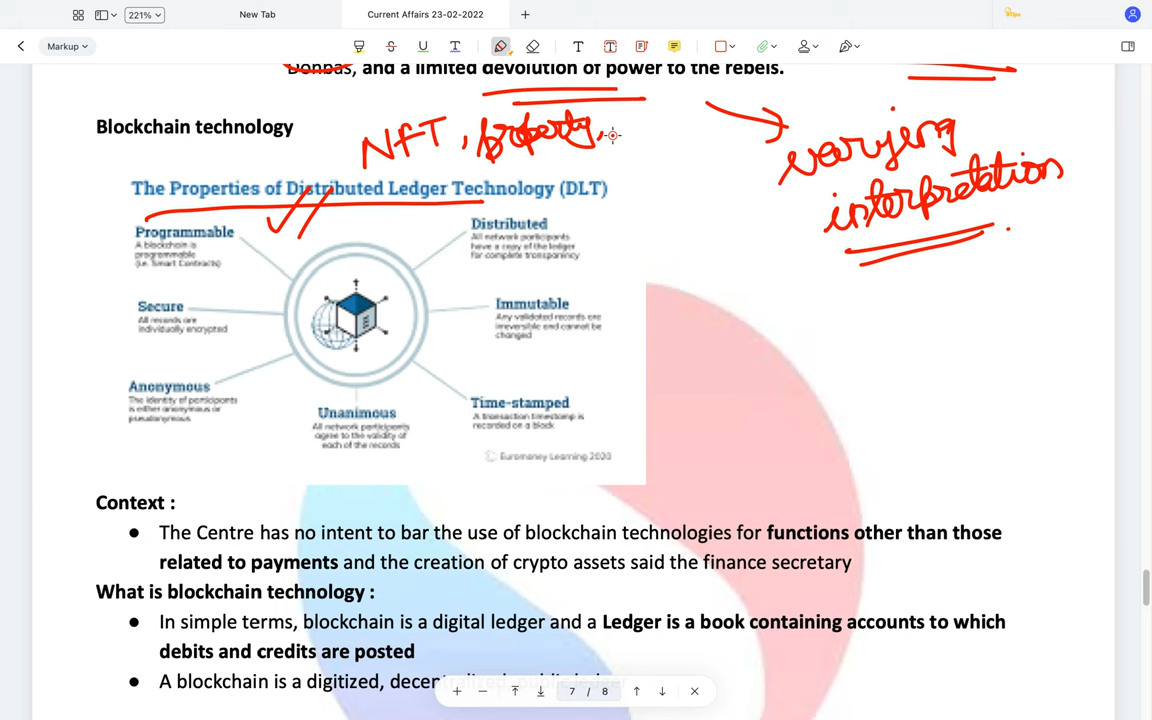 221%
New Tab
Current Affairs 23-02-2022
Markup
Donbas, and a limited devolution of power to the rebels.
Blockchain technology
NFT, property,
varying
interpretation.
The Properties of Distributed Ledger Technology (DLT)
Programmable
A blockchain is
programmable
(i.e. Smart Contracts)
Distributed
All network participants
have a copy of the ledger
for complete transparency
Secure
All records are
individually encrypted
Immutable
Any validated records are
irreversible and cannot be
changed
Anonymous
The identity of participants
is either anonymous or
pseudonymous
Unanimous
All network participants
agree to the validity of
each of the records
Time-stamped
A transaction timestamp is
recorded on a block
Euromoney Learning 2020
Context :
The Centre has no intent to bar the use of blockchain technologies for functions other than those
related to payments and the creation of crypto assets said the finance secretary
What is blockchain technology :
In simple terms, blockchain is a digital ledger and a Ledger is a book containing accounts to which
debits and credits are posted
A blockchain is a digitized, decentralized, public ledger
7 / 8